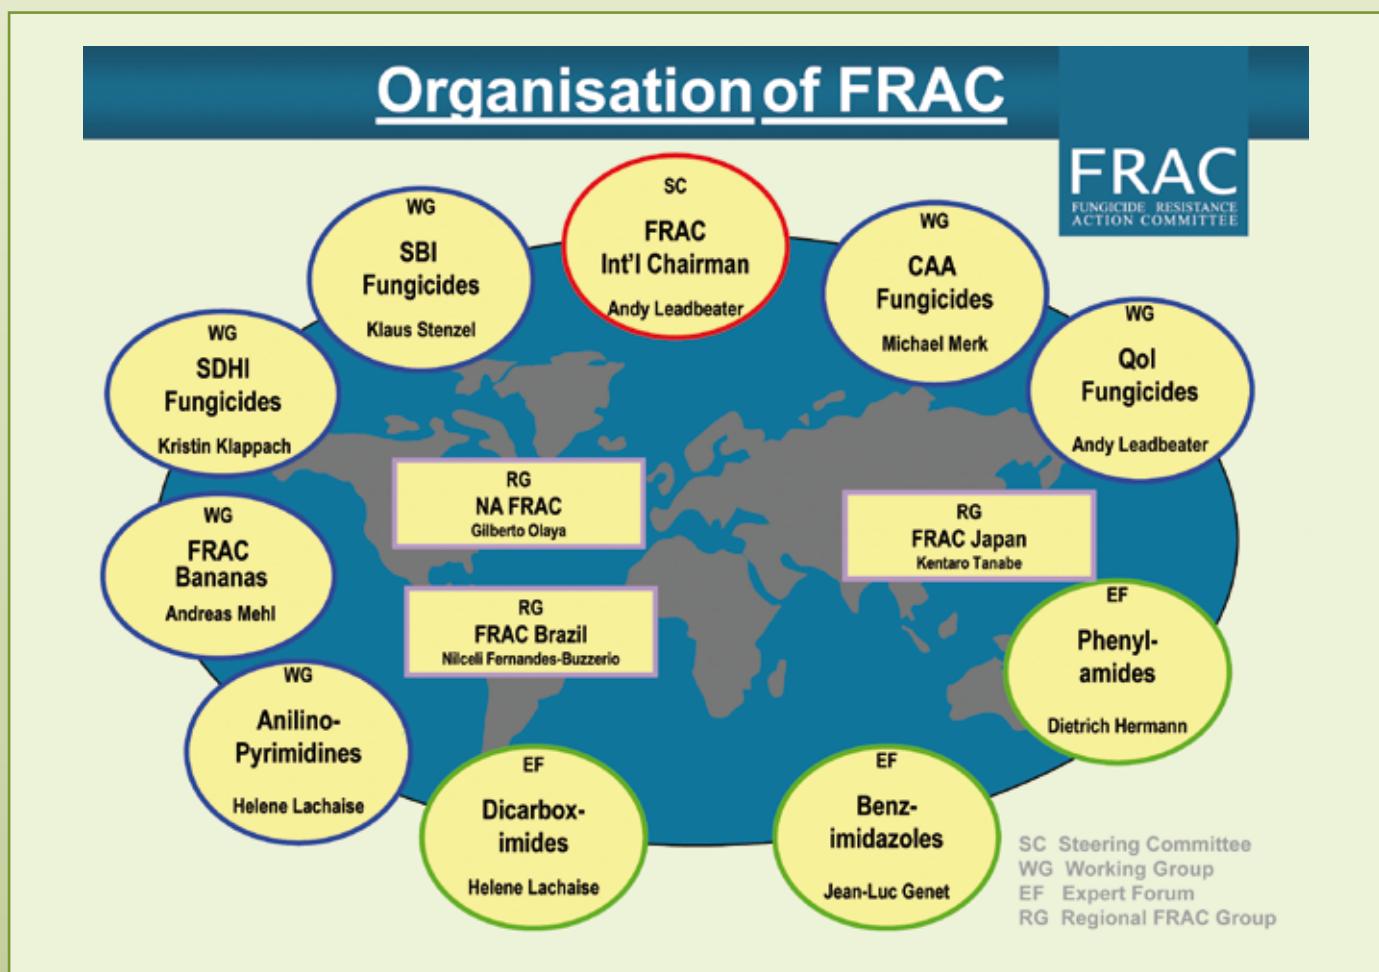 Organisation of FRAC
FRAC
FUNGICIDE RESISTANCE
ACTION COMMITTEE
SC
FRAC
Int'l Chairman
Andy Leadbeater
WG
SBI
Fungicides
Klaus Stenzel
WG
CAA
Fungicides
Michael Merk
WG
SDHI
Fungicides
Kristin Klappach
WG
QoI
Fungicides
Andy Leadbeater
RG
NA FRAC
Gilberto Olaya
RG
FRAC Japan
Kentaro Tanabe
WG
FRAC
Bananas
Andreas Mehl
RG
FRAC Brazil
Nilceli Fernandes-Buzzerio
EF
Phenyl-
amides
Dietrich Hermann
WG
Anilino-
Pyrimidines
Helene Lachaise
EF
Dicarbox-
imides
Helene Lachaise
EF
Benz-
imidazoles
Jean-Luc Genet
SC Steering Committee
WG Working Group
EF Expert Forum
RG Regional FRAC Group